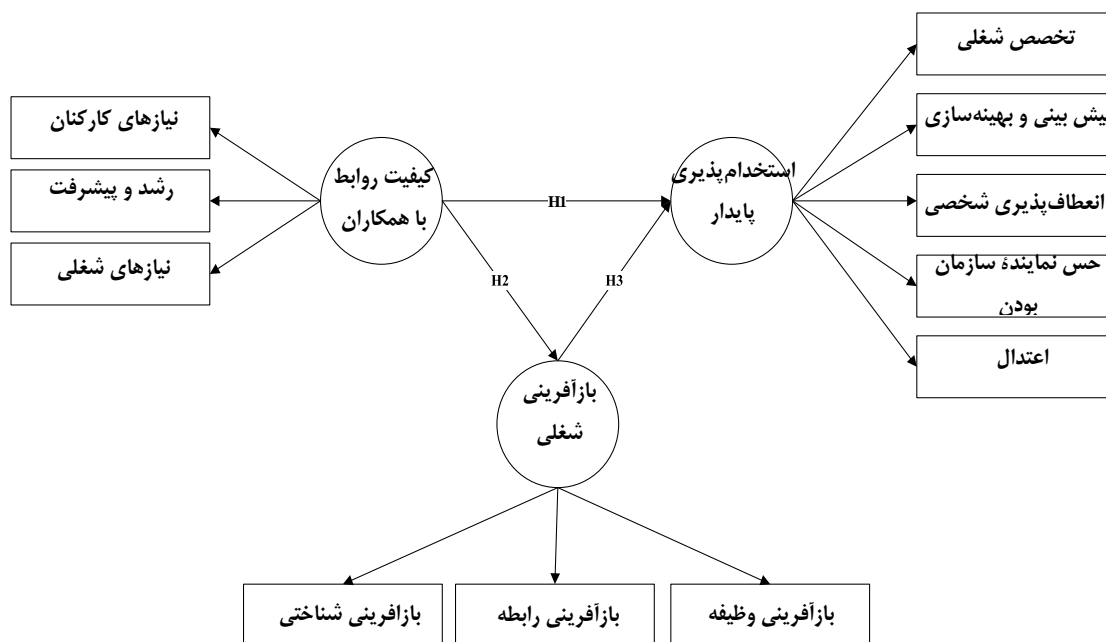 تخصص شغلی
پیش بینی و بهینه‌سازی
نیازهای کارکنان
کیفیت روابط
با همکاران
استخدام‌پذیری
پایدار
رشد و پیشرفت
انعطاف‌پذیری شخصی
H1
نیازهای شغلی
حس نمایندۀ سازمان
بودن
H2
H3
اعتدال
بازآفرینی
شغلی
بازآفرینی وظیفه
بازآفرینی رابطه
بازافرینی شناختی